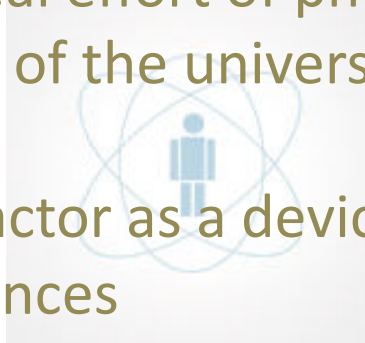 of the univers
actor as a devic
nces